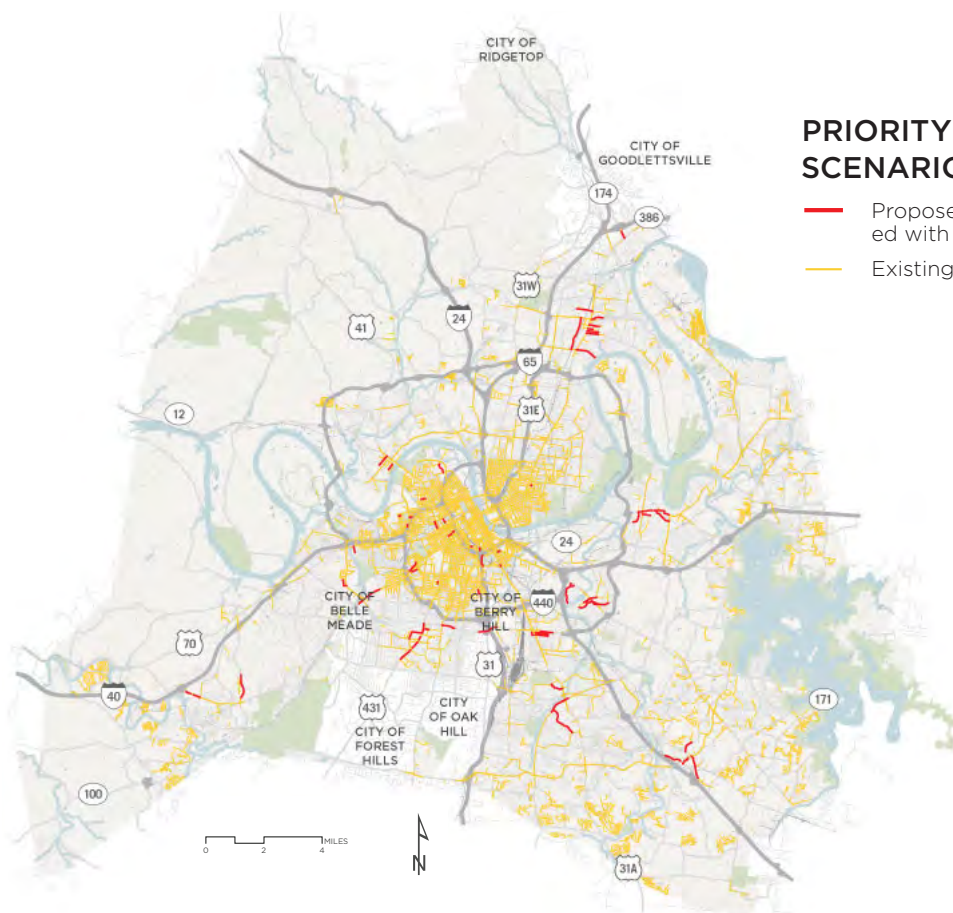 CITY OF
RIDGETOP
PRIORITY
SCENARIO
CITY OF
GOODLETTSVILLE
174
386
Propose
ed with
Existing
31W
24
41
65
31E
12
24
CITY OF
BELLE
MEADE
CITY OF
BERRY
HILL
440
70
31
40
171
431
CITY
OF OAK
HILL
CITY OF
FOREST
HILLS
100
MILES
0
2
4
N
31A